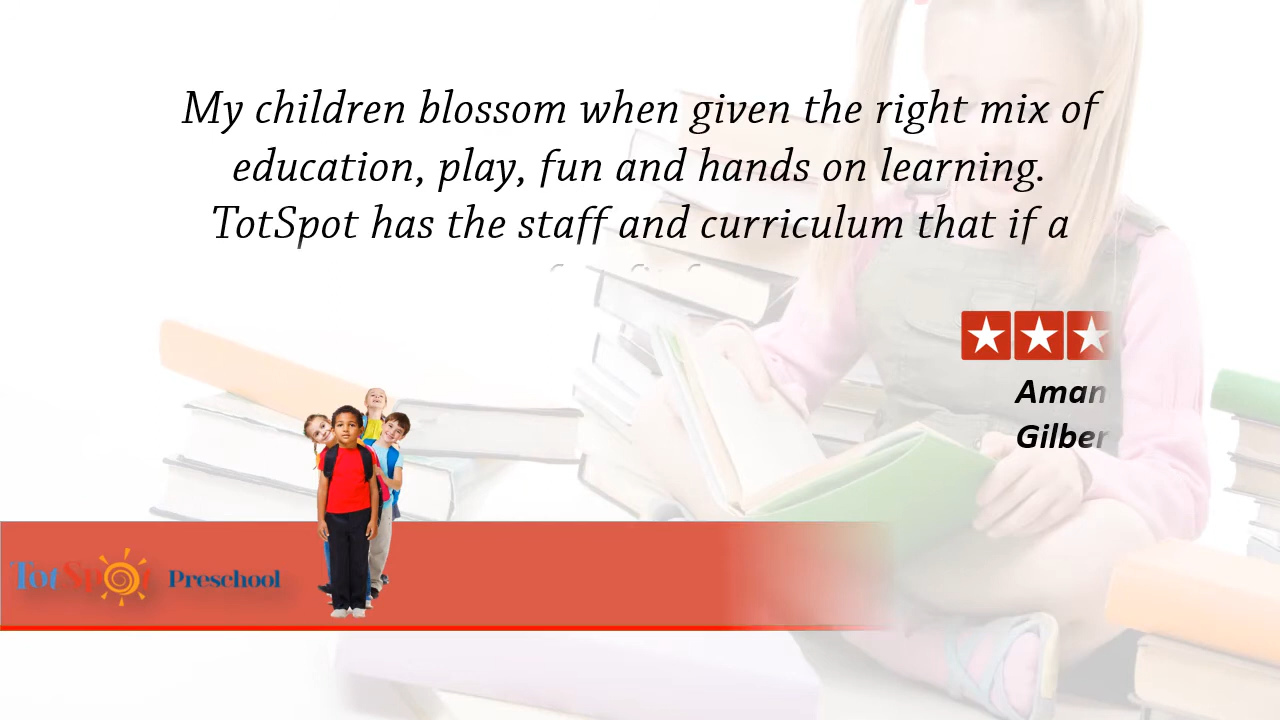 My children blossom when given the right mix of
education, play, fun and hands on learning.
TotSpot has the staff and curriculum that if a
Aman
Gilber
TotSpot Preschool